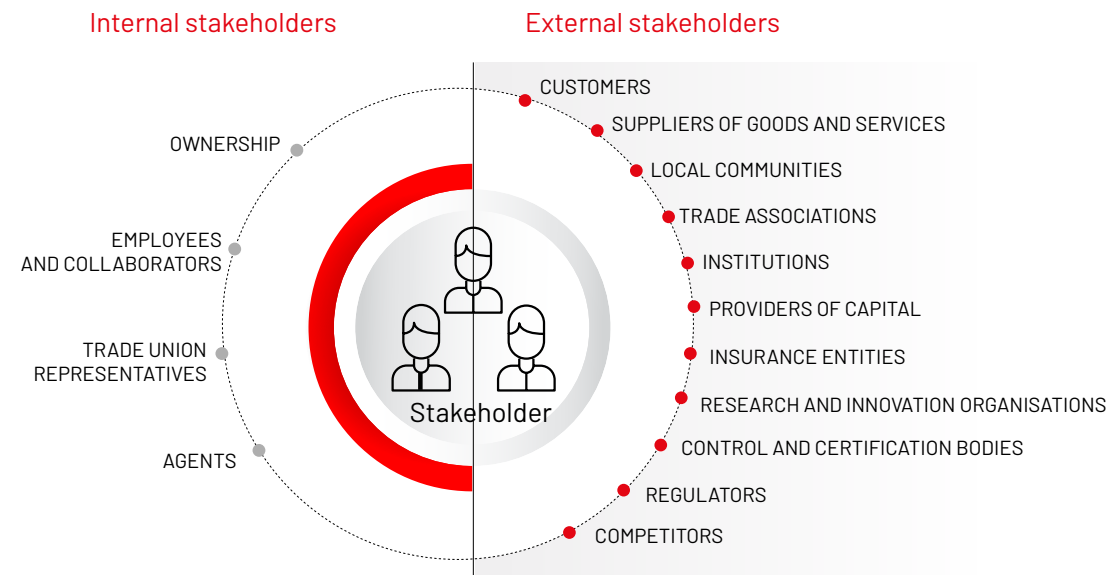 Internal stakeholders
External stakeholders
OWNERSHIP
EMPLOYEES
AND COLLABORATORS
TRADE UNION
REPRESENTATIVES
AGENTS
Stakeholder
CUSTOMERS
SUPPLIERS OF GOODS AND SERVICES
LOCAL COMMUNITIES
TRADE ASSOCIATIONS
INSTITUTIONS
PROVIDERS OF CAPITAL
INSURANCE ENTITIES
RESEARCH AND INNOVATION ORGANISATIONS
CONTROL AND CERTIFICATION BODIES
REGULATORS
COMPETITORS